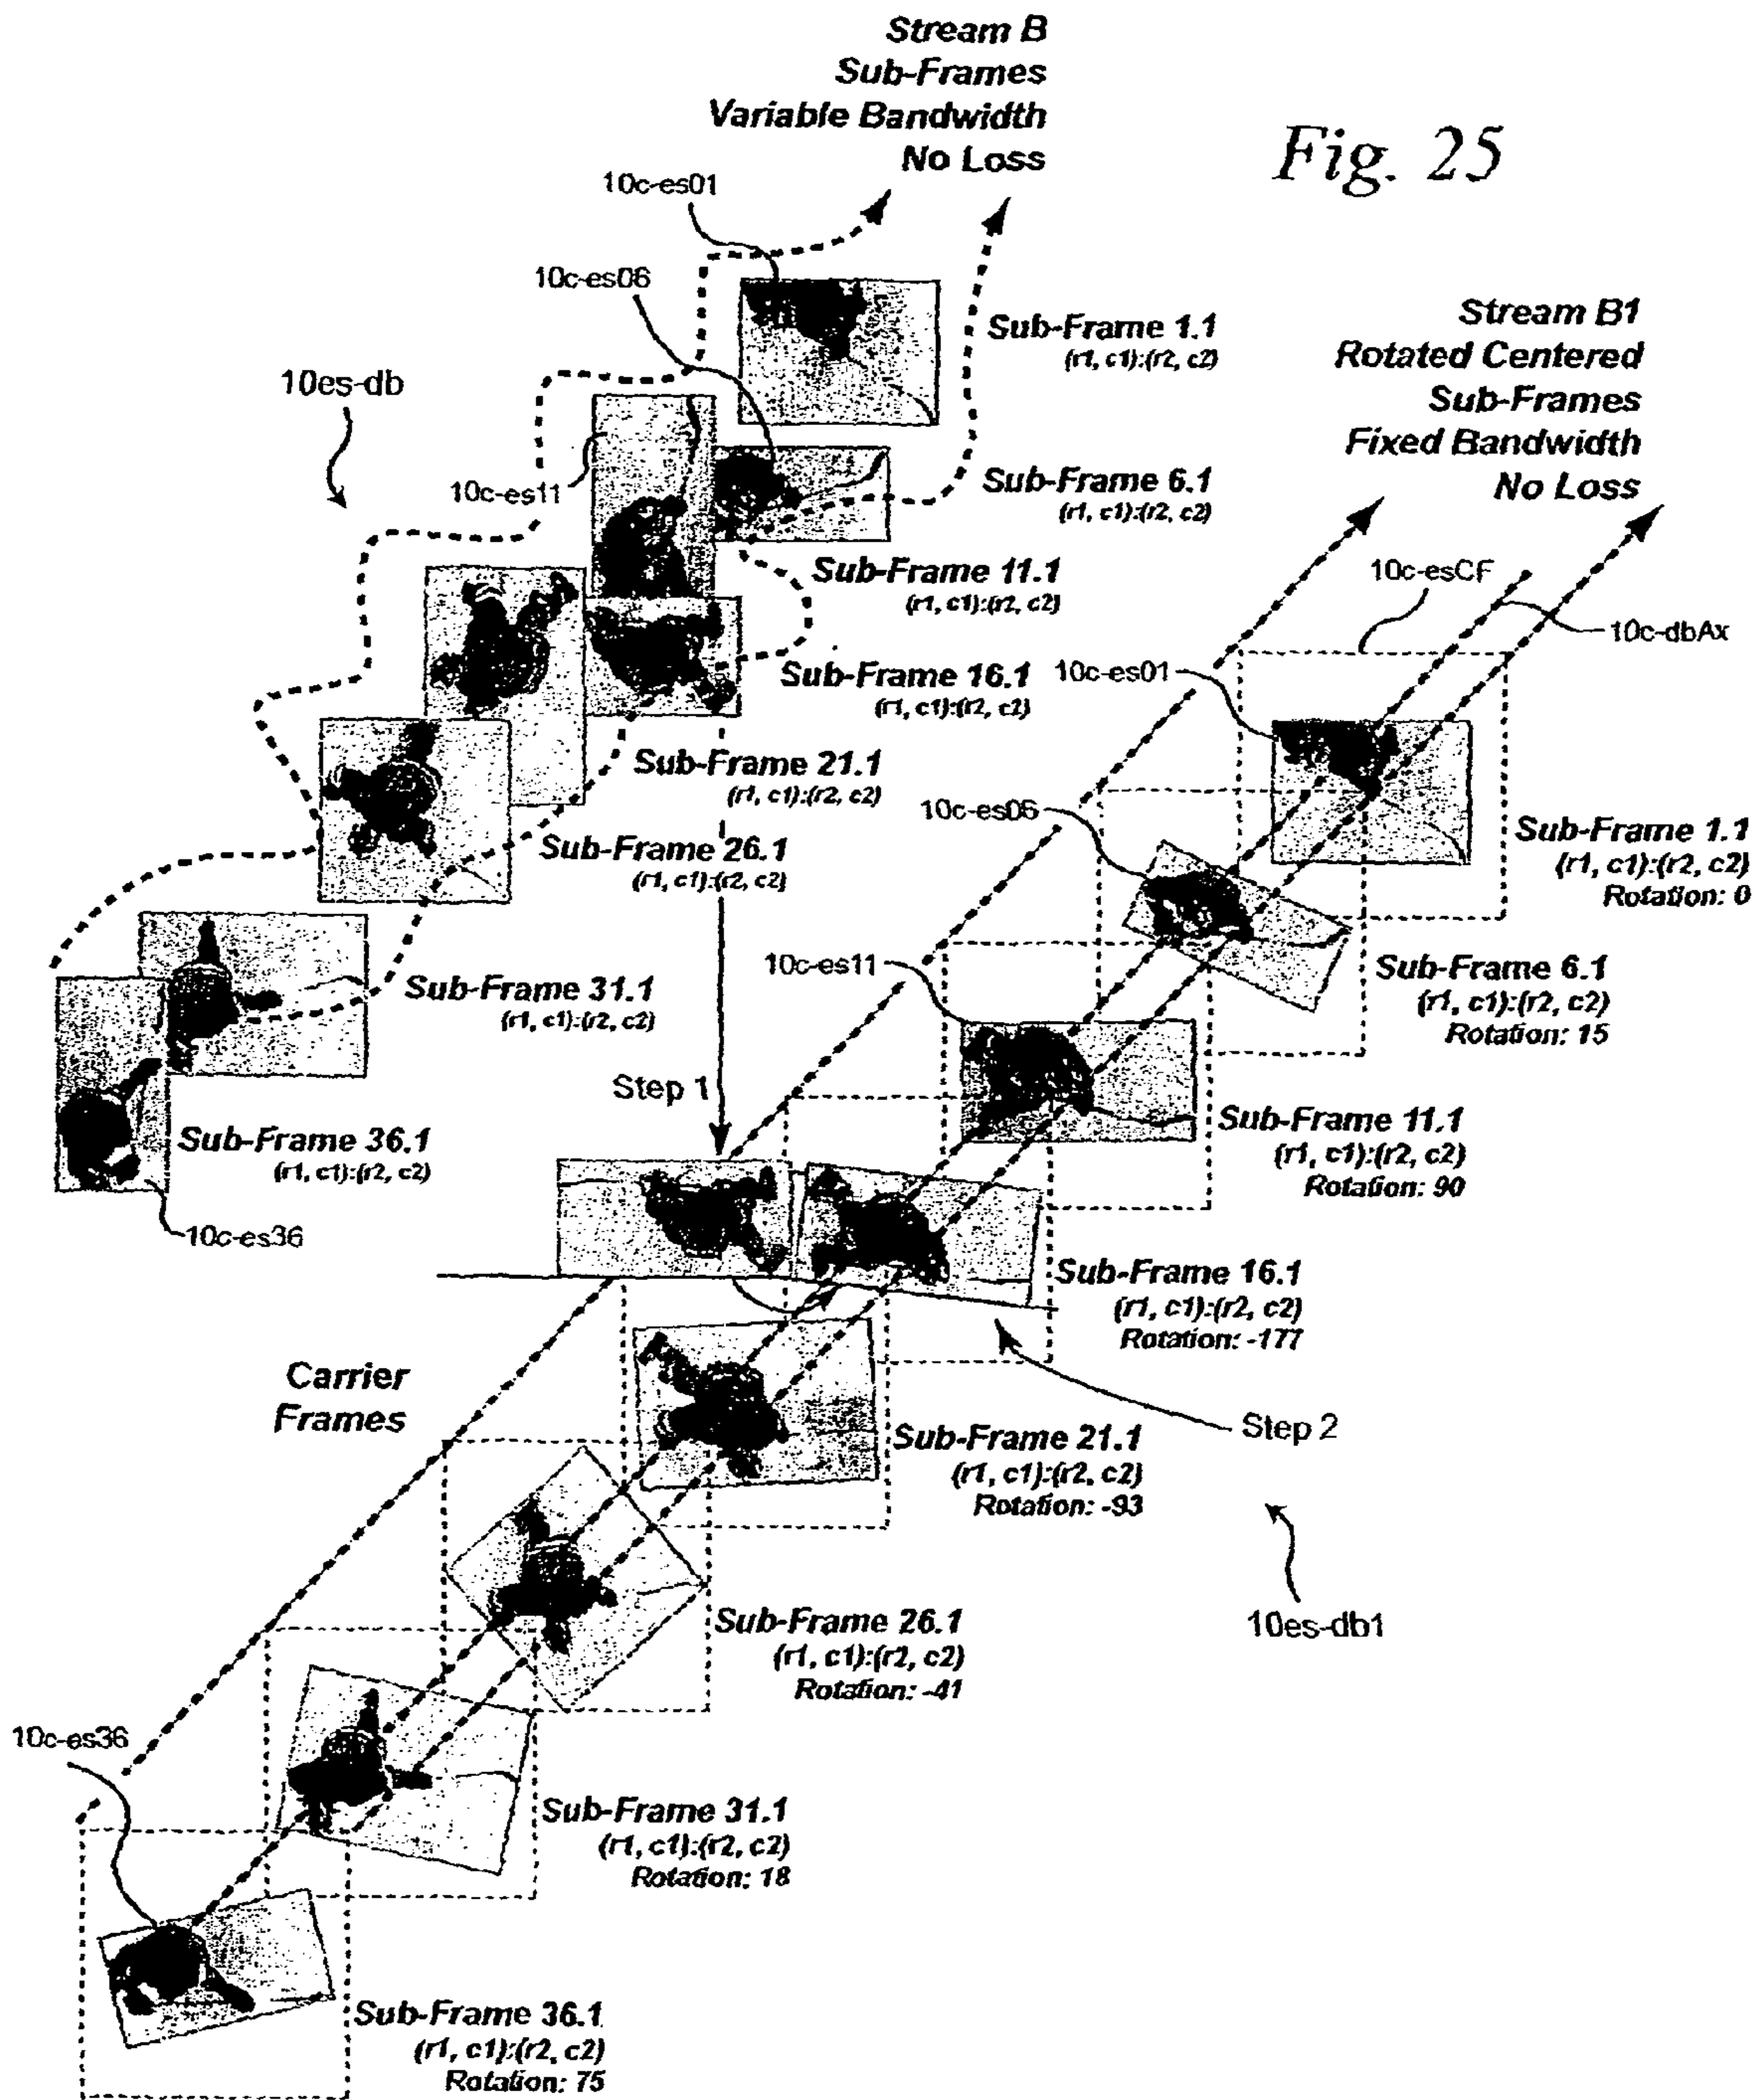 Stream B
Sub-Frames
Variable Bandwidth
No Loss
Fig. 25
10c-es01
10c-es06
Sub-Frame 1.1
(r1, c1):(r2, c2)
Stream B1
Rotated Centered
Sub-Frames
Fixed Bandwidth
No Loss
10es-db
10c-es11
Sub-Frame 6.1
(r1, c1):(r2, c2)
Sub-Frame 11.1
(r1, c1):(r2, c2)
10c-esCF
10c-dbAx
Sub-Frame 16.1
(r1, c1):(r2, c2)
10c-es01
Sub-Frame 21.1
(r1, c1):(r2, c2)
10c-es06
Sub-Frame 1.1
(r1, c1):(r2, c2)
Rotation: 0
Sub-Frame 26.1
(r1, c1):(r2, c2)
10c-es11
Sub-Frame 6.1
(r1, c1):(r2, c2)
Rotation: 15
Sub-Frame 31.1
(r1, c1):(r2, c2)
Step 1
Sub-Frame 11.1
(r1, c1):(r2, c2)
Rotation: 90
Sub-Frame 36.1
(r1, c1):(r2, c2)
10c-es36
Sub-Frame 16.1
(r1, c1):(r2, c2)
Rotation: -177
Carrier
Frames
Step 2
Sub-Frame 21.1
(r1, c1):(r2, c2)
Rotation: -93
10es-db1
Sub-Frame 26.1
(r1, c1):(r2, c2)
Rotation: -41
10c-es36
Sub-Frame 31.1
(r1, c1):(r2, c2)
Rotation: 18
Sub-Frame 36.1
(r1, c1):(r2, c2)
Rotation: 75